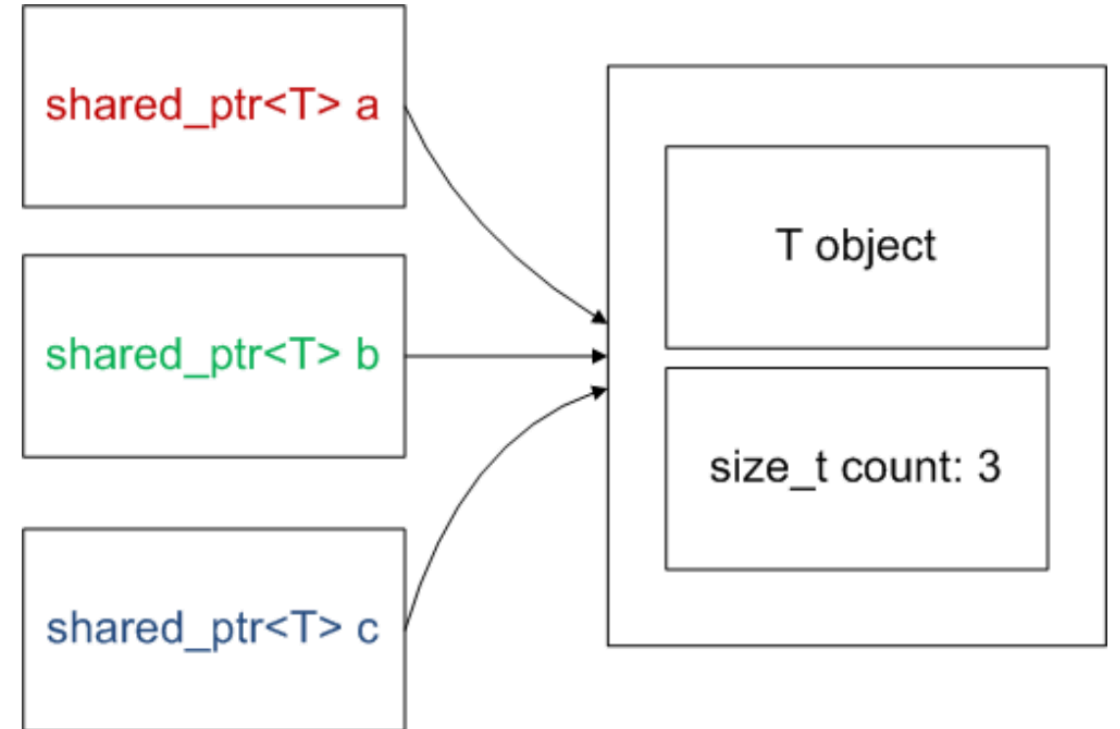 shared_ptr<T> a
T object
shared_ptr<T> b
size_t count: 3
shared_ptr<T> c